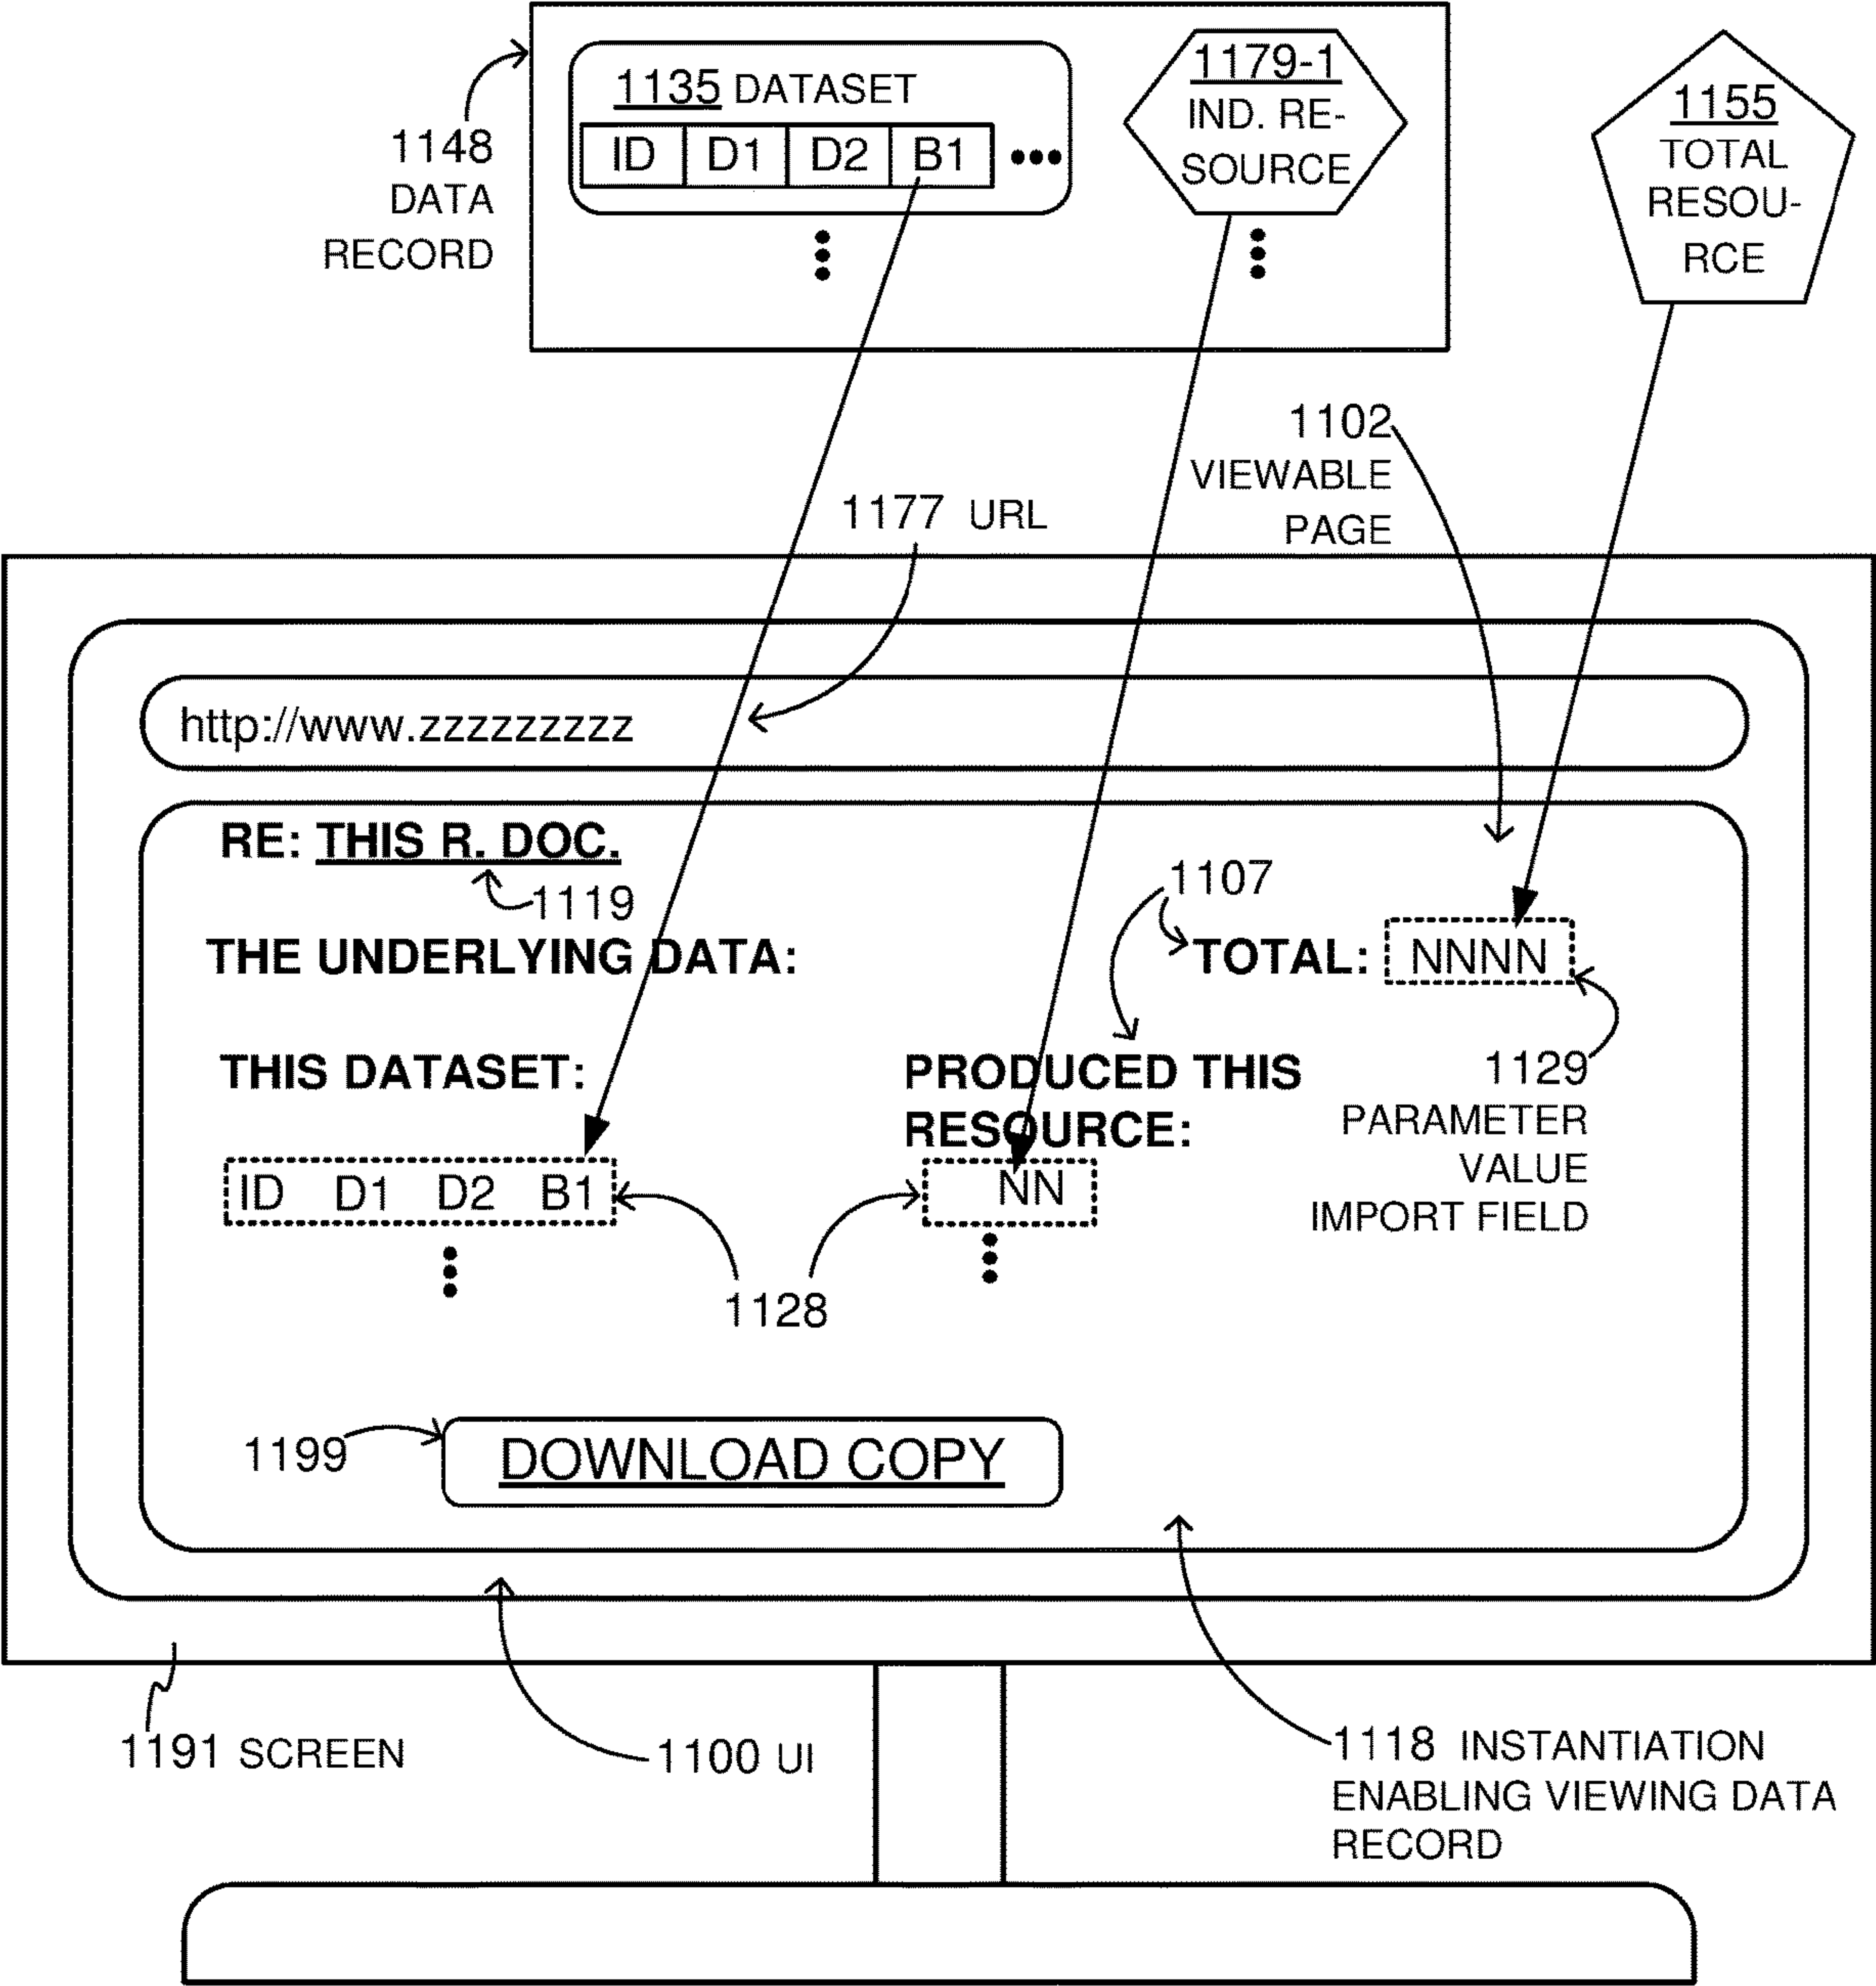 1135 DATASET
ID D1 D2 B1
1179-1
IND. RE-
SOURCE
1155
TOTAL
RESOU-
RCE
1148
DATA
RECORD
1102
VIEWABLE
PAGE
1177 URL
http://www.zzzzzzzzz
RE: THIS R. DOC.
1119
1107
THE UNDERLYING DATA:
TOTAL: NNNN
THIS DATASET:
PRODUCED THIS
RESOURCE:
1129
PARAMETER
VALUE
IMPORT FIELD
ID D1 D2 B1
NN
1128
1199
DOWNLOAD COPY
1191 SCREEN
1100 UI
1118 INSTANTIATION
ENABLING VIEWING DATA
RECORD